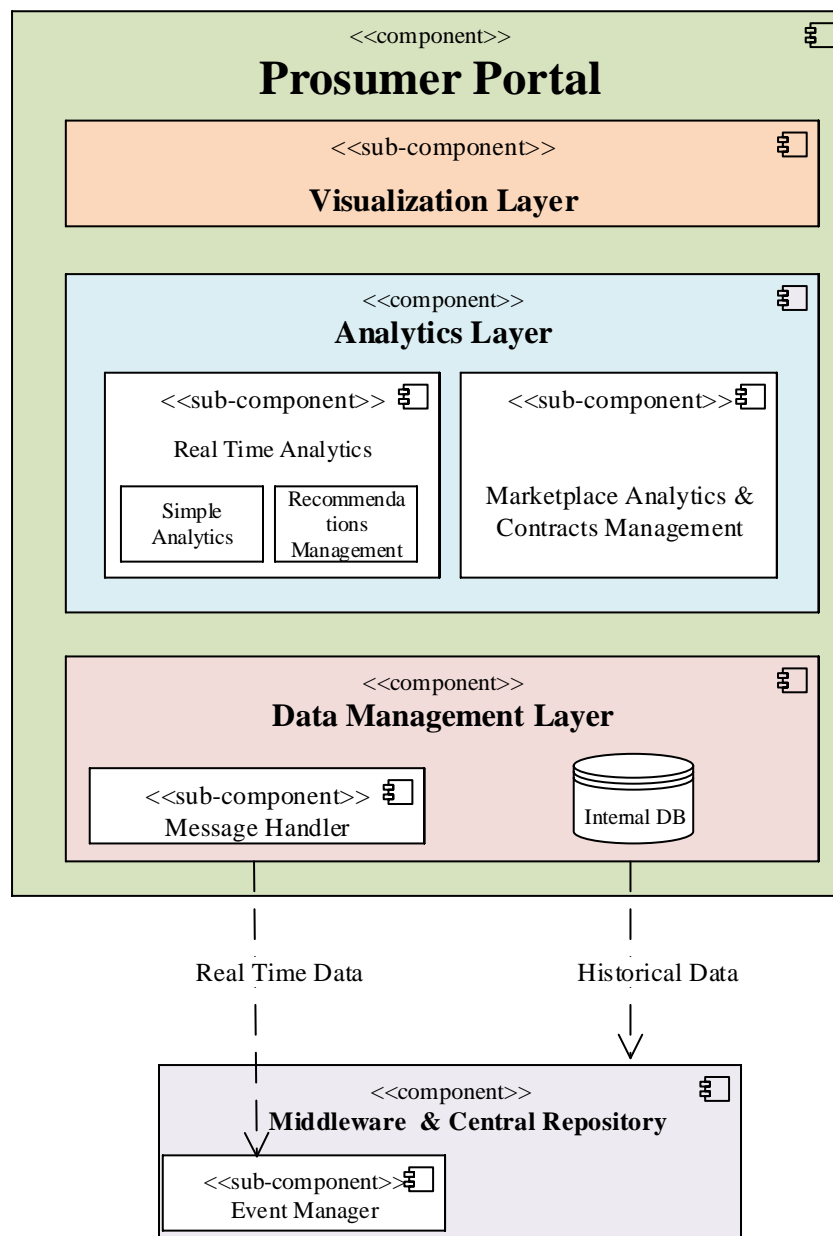 <<component>>
Prosumer Portal
<<sub-component>>
Visualization Layer
<<component>>
Analytics Layer
<<sub-component>>
Real Time Analytics
Simple
Analytics
Recommenda
tions
Management
<<sub-component>>
Marketplace Analytics &
Contracts Management
<<component>>
Data Management Layer
<<sub-component>>
Message Handler
Internal DB
Real Time Data
Historical Data
<<component>>
Middleware & Central Repository
<<sub-component>>
Event Manager